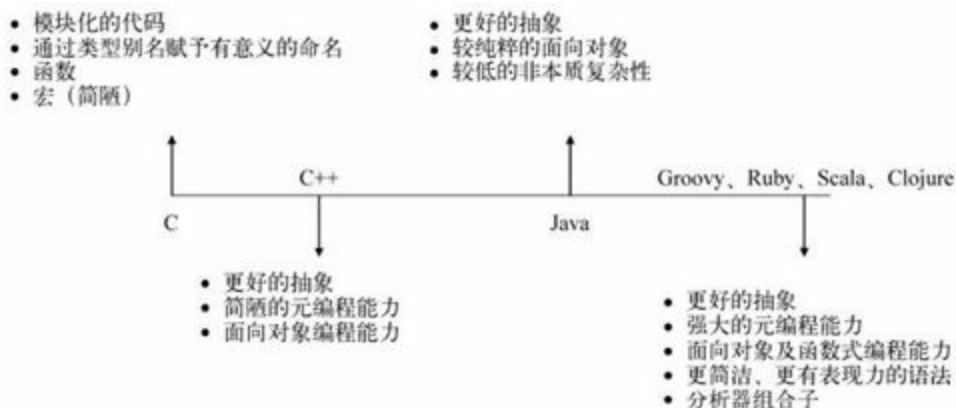 模块化的代码
通过类型别名赋予有意义的命名
函数
宏（简陋）
更好的抽象
较纯粹的面向对象
较低的非本质复杂性
C++
Groovy、Ruby、Scala、Clojure
C
Java
更好的抽象
简陋的元编程能力
面向对象编程能力
更好的抽象
强大的元编程能力
面向对象及函数式编程能力
更简洁、更有表现力的语法
分析器组合子